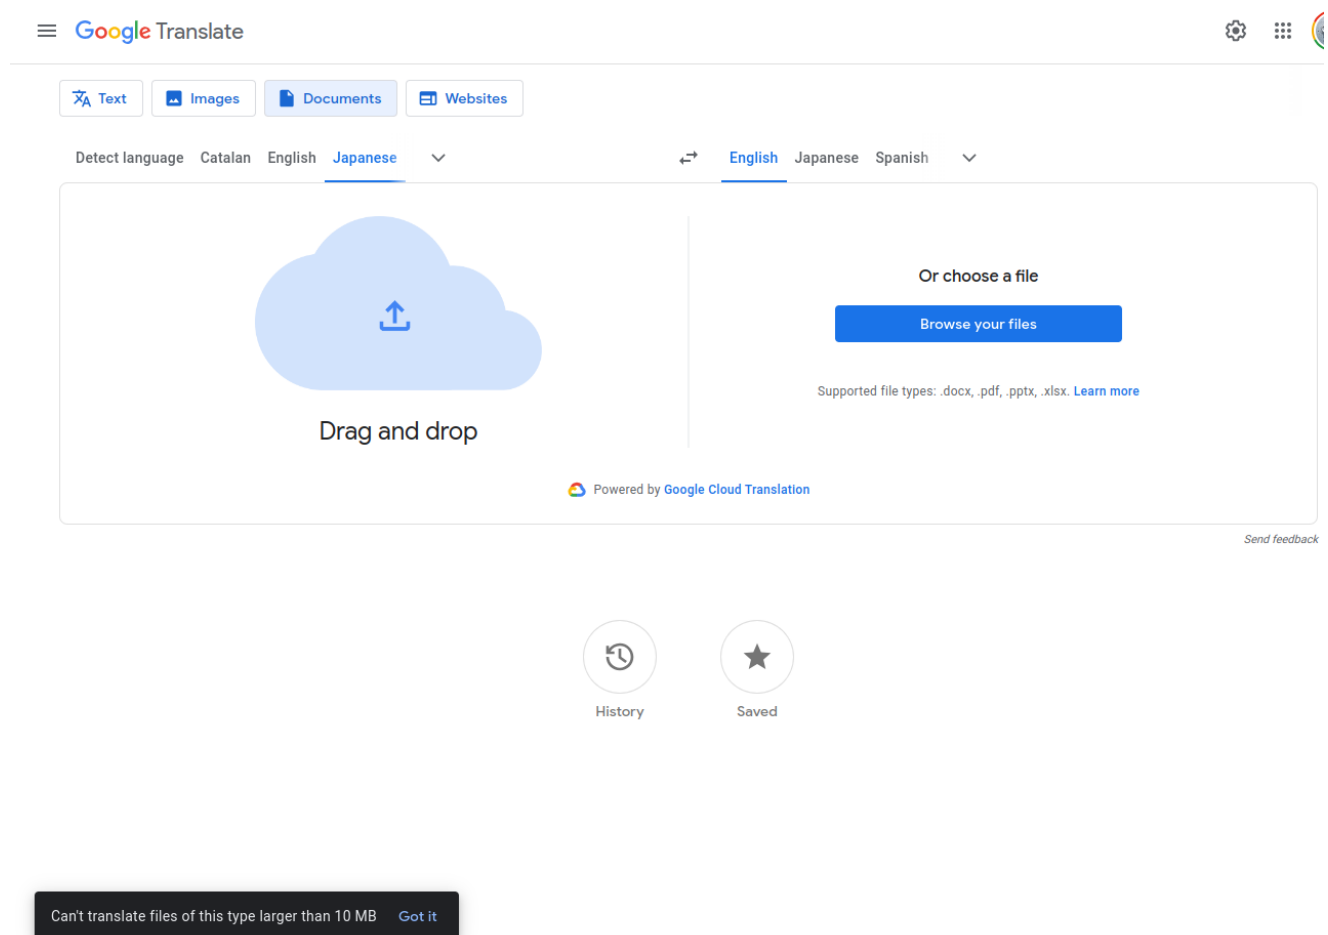 Google Translate
Text Images Documents Websites
Detect language Catalan English Japanese English Japanese Spanish
Or choose a file
Browse your files
Supported file types: .docx, .pdf, .pptx, .xlsx. Learn more
Drag and drop
Powered by Google Cloud Translation
Send feedback
History Saved
Can't translate files of this type larger than 10 MB Got it